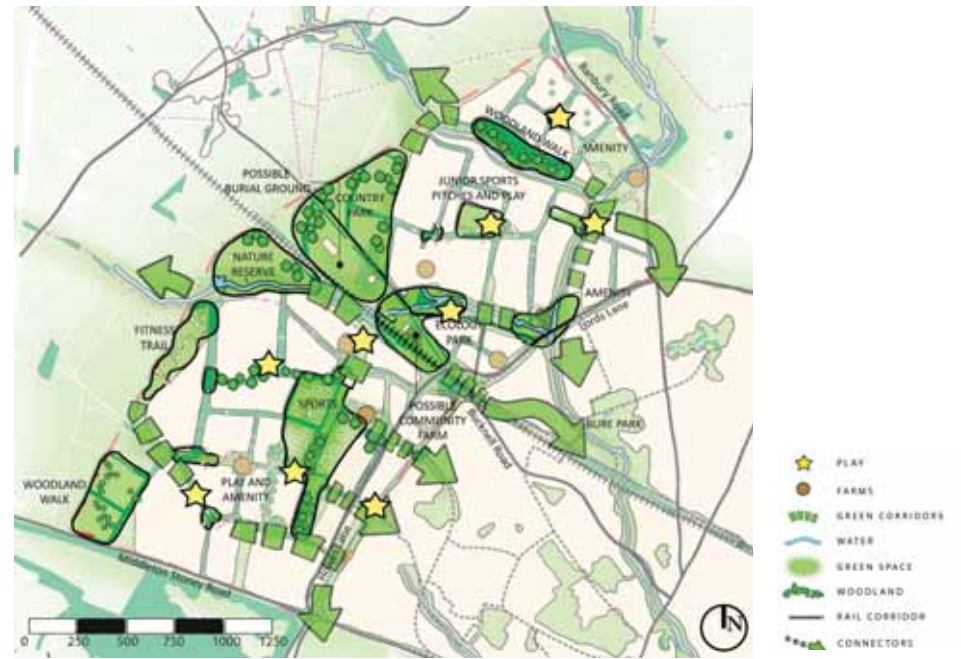 Banbury Road
WOODLAND WALK
AMENITY
POSSIBLE
BURIAL GROUND
COUNTRY
PARK
JUNIOR SPORTS
PITCHES AND PLAY
NATURE
RESERVE
AMENITY
Lords Lane
FITNESS
TRAIL
ECOLOGY
PARK
SPORTS
POSSIBLE
COMMUNITY
FARM
BURE PARK
Bucknell Road
WOODLAND
WALK
PLAY AND
AMENITY
Lane
Middleton Stoney Road
0 250 500 750 1000 1250
N
PLAY
FARMS
GREEN CORRIDORS
WATER
GREEN SPACE
WOODLAND
RAIL CORRIDOR
CONNECTORS